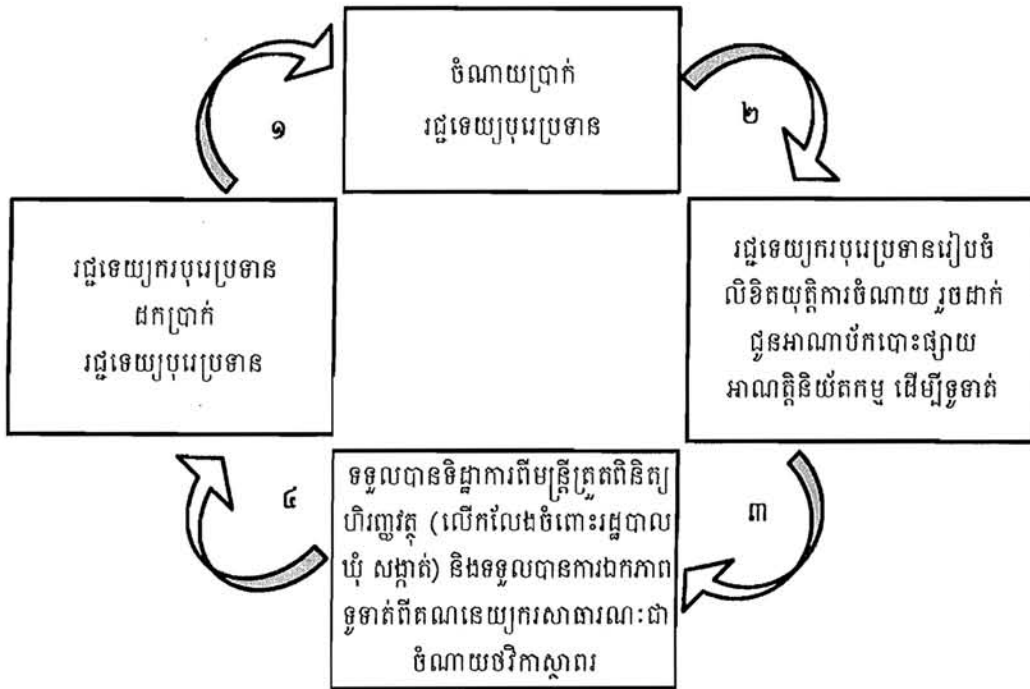 ចំណាយប្រាក់
រជ្ជទេយ្យបុរេប្រទាន
១
២
រជ្ជទេយ្យករបុរេប្រទាន
ដកប្រាក់
រជ្ជទេយ្យបុរេប្រទាន
រជ្ជទេយ្យករបុរេប្រទានរៀបចំ
លិខិតយុត្តិការចំណាយ រួចដាក់
ជូនអាណាប័កបោះផ្សាយ
អាណត្តិនិយ័តកម្ម ដើម្បីទូទាត់
៤
៣
ទទួលបានទិដ្ឋាការពីមន្ត្រីត្រួតពិនិត្យ
ហិរញ្ញវត្ថុ (លើកលែងចំពោះរដ្ឋបាល
ឃុំ សង្កាត់) និងទទួលបានការឯកភាព
ទូទាត់ពីគណនេយ្យករសាធារណៈជា
ចំណាយថវិកាស្ថាពរ